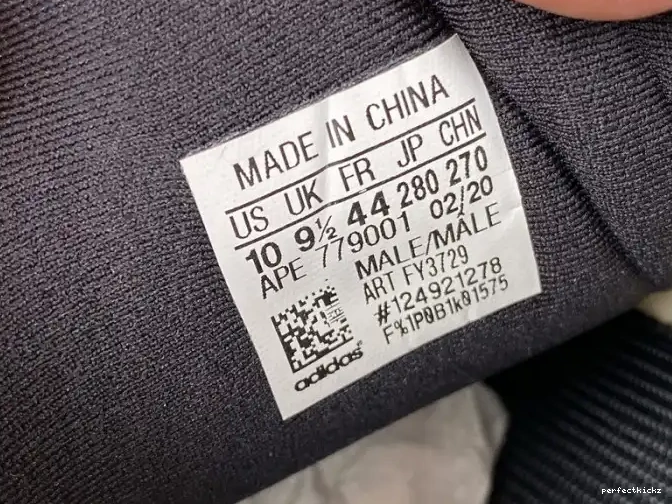 MADE IN CHINA
US UK FR JP CHN
10 9½ 44 280 270
APE 779001 02/20
MALE/MÂLE
ART FY3729
#124921278
F%1P0B1k01575
adidas
perfectkickz